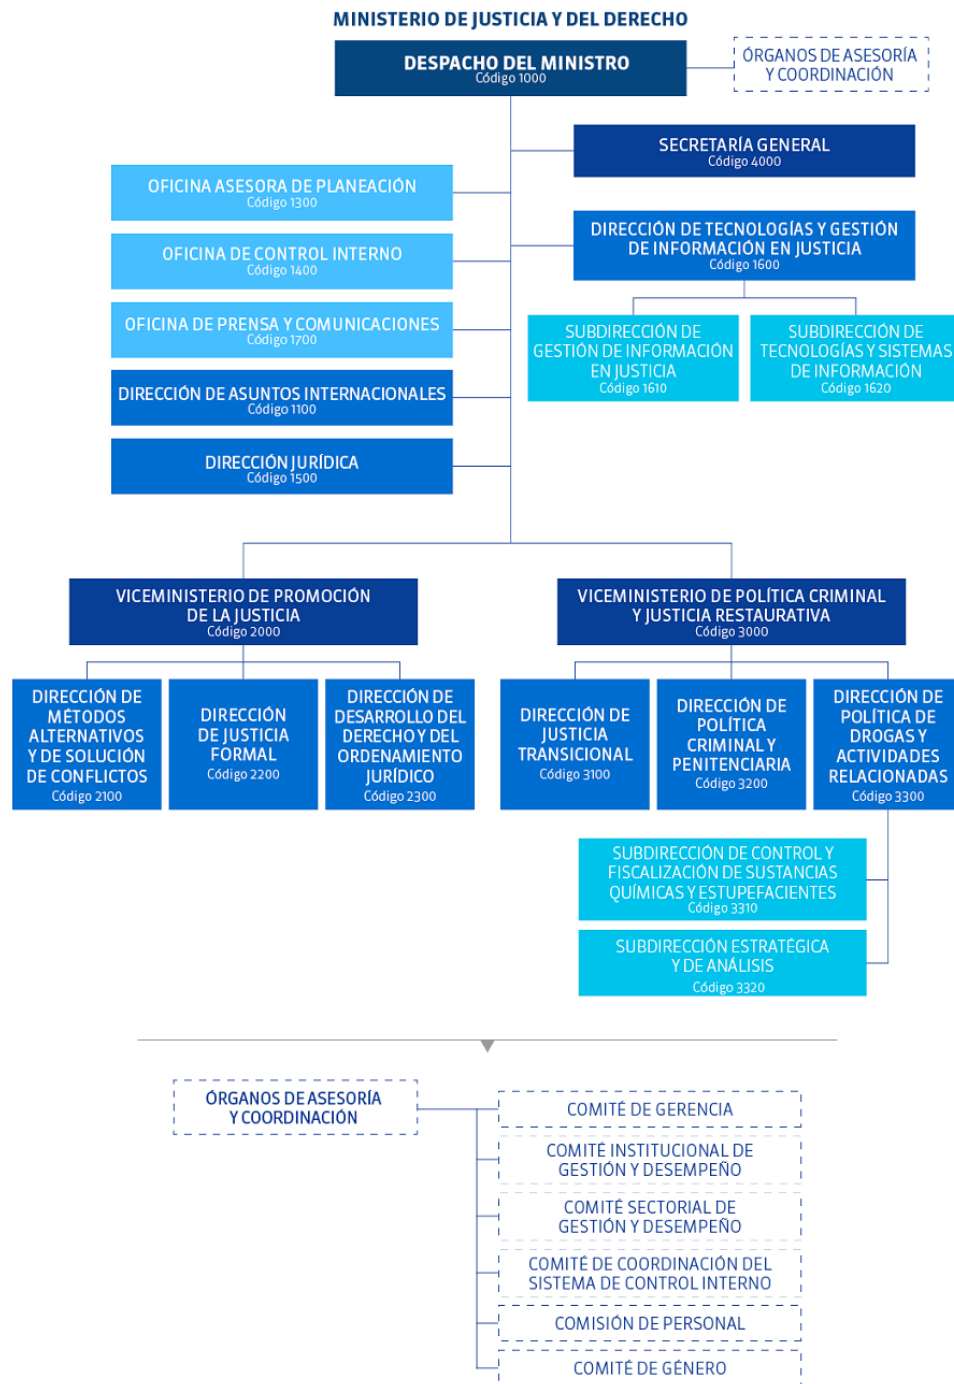 MINISTERIO DE JUSTICIA Y DEL DERECHO
DESPACHO DEL MINISTRO
Código 1000
ÓRGANOS DE ASESORÍA
Y COORDINACIÓN
SECRETARÍA GENERAL
Código 4000
OFICINA ASESORA DE PLANEACIÓN
Código 1300
DIRECCIÓN DE TECNOLOGÍAS Y GESTIÓN
DE INFORMACIÓN EN JUSTICIA
Código 1600
OFICINA DE CONTROL INTERNO
Código 1400
OFICINA DE PRENSA Y COMUNICACIONES
Código 1700
SUBDIRECCIÓN DE
GESTIÓN DE INFORMACIÓN
EN JUSTICIA
Código 1610
SUBDIRECCIÓN DE
TECNOLOGÍAS Y SISTEMAS
DE INFORMACIÓN
Código 1620
DIRECCIÓN DE ASUNTOS INTERNACIONALES
Código 1100
DIRECCIÓN JURÍDICA
Código 1500
VICEMINISTERIO DE PROMOCIÓN
DE LA JUSTICIA
Código 2000
VICEMINISTERIO DE POLÍTICA CRIMINAL
Y JUSTICIA RESTAURATIVA
Código 3000
DIRECCIÓN DE
MÉTODOS
ALTERNATIVOS
Y DE SOLUCIÓN
DE CONFLICTOS
Código 2100
DIRECCIÓN
DE JUSTICIA
FORMAL
Código 2200
DIRECCIÓN DE
DESARROLLO DEL
DERECHO Y DEL
ORDENAMIENTO
JURÍDICO
Código 2300
DIRECCIÓN DE
JUSTICIA
TRANSICIONAL
Código 3100
DIRECCIÓN DE
POLÍTICA
CRIMINAL Y
PENITENCIARIA
Código 3200
DIRECCIÓN DE
POLÍTICA DE
DROGAS Y
ACTIVIDADES
RELACIONADAS
Código 3300
SUBDIRECCIÓN DE CONTROL Y
FISCALIZACIÓN DE SUSTANCIAS
QUÍMICAS Y ESTUPEFACIENTES
Código 3310
SUBDIRECCIÓN ESTRATÉGICA
Y DE ANÁLISIS
Código 3320
ÓRGANOS DE ASESORÍA
Y COORDINACIÓN
COMITÉ DE GERENCIA
COMITÉ INSTITUCIONAL DE
GESTIÓN Y DESEMPEÑO
COMITÉ SECTORIAL DE
GESTIÓN Y DESEMPEÑO
COMITÉ DE COORDINACIÓN DEL
SISTEMA DE CONTROL INTERNO
COMISIÓN DE PERSONAL
COMITÉ DE GÉNERO